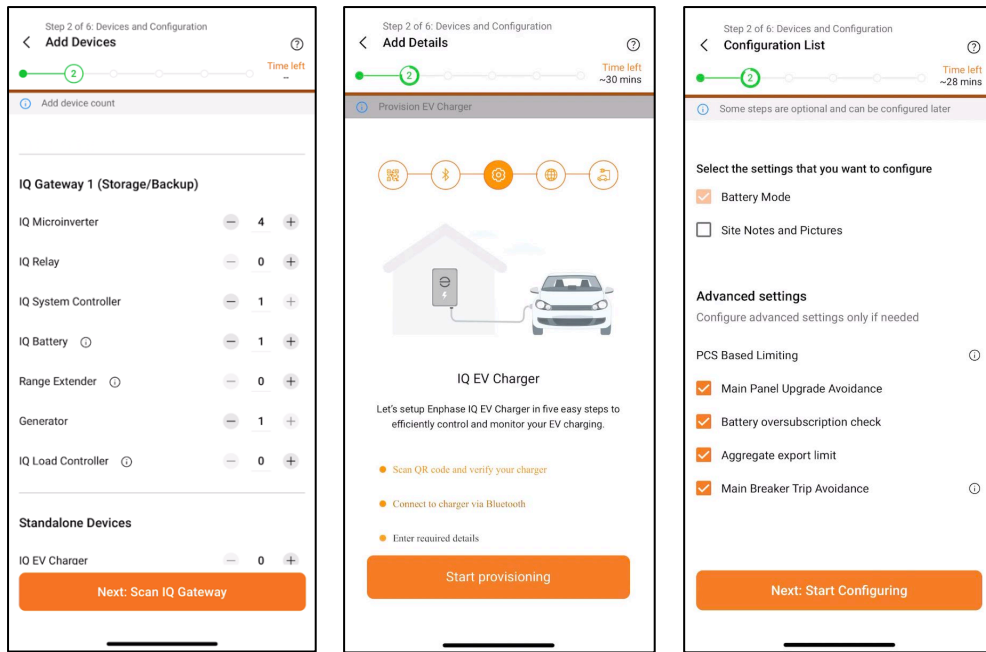 Step 2 of 6: Devices and Configuration
Add Devices
2
Time left
--
Add device count
IQ Gateway 1 (Storage/Backup)
IQ Microinverter 4
IQ Relay 0
IQ System Controller 1
IQ Battery 1
Range Extender 0
Generator 1
IQ Load Controller 0
Standalone Devices
IQ EV Charger 0
Next: Scan IQ Gateway
Step 2 of 6: Devices and Configuration
Add Details
2
Time left
~30 mins
Provision EV Charger
IQ EV Charger
Let's setup Enphase IQ EV Charger in five easy steps to
efficiently control and monitor your EV charging.
Scan QR code and verify your charger
Connect to charger via Bluetooth
Enter required details
Start provisioning
Step 2 of 6: Devices and Configuration
Configuration List
2
Time left
~28 mins
Some steps are optional and can be configured later
Select the settings that you want to configure
Battery Mode
Site Notes and Pictures
Advanced settings
Configure advanced settings only if needed
PCS Based Limiting
Main Panel Upgrade Avoidance
Battery oversubscription check
Aggregate export limit
Main Breaker Trip Avoidance
Next: Start Configuring